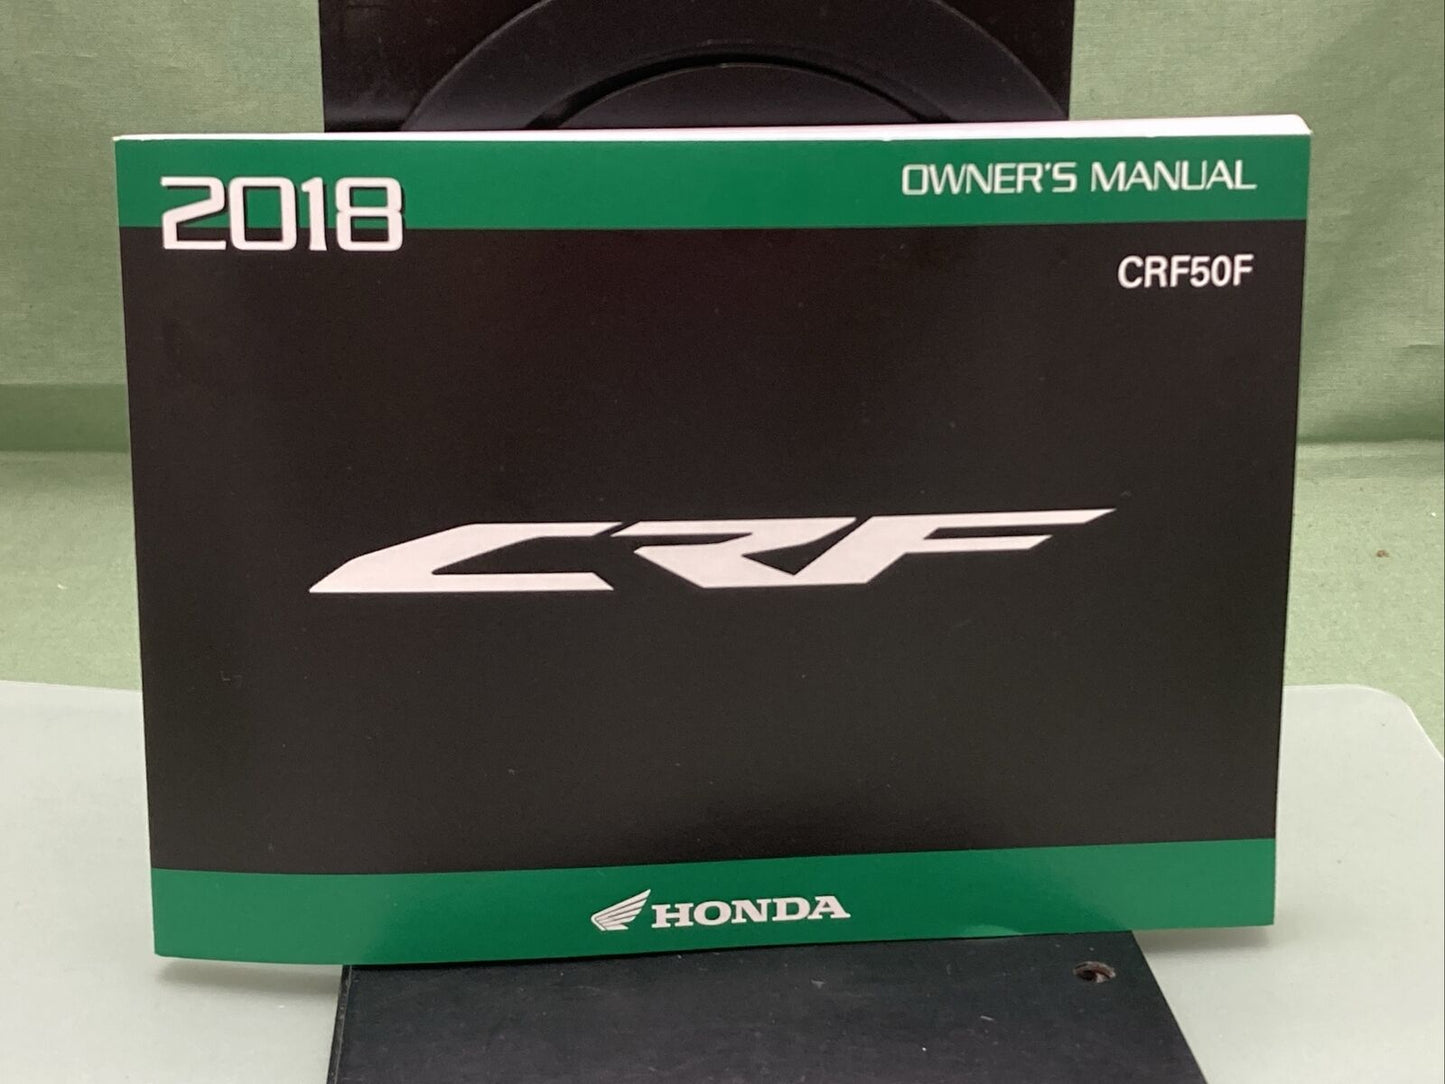 2018
OWNER'S MANUAL
CRF50F
CRF
HONDA